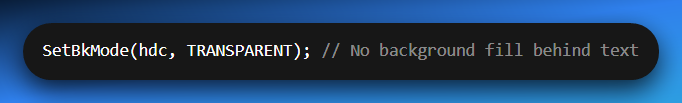 SetBkMode(hdc, TRANSPARENT); // No background fill behind text